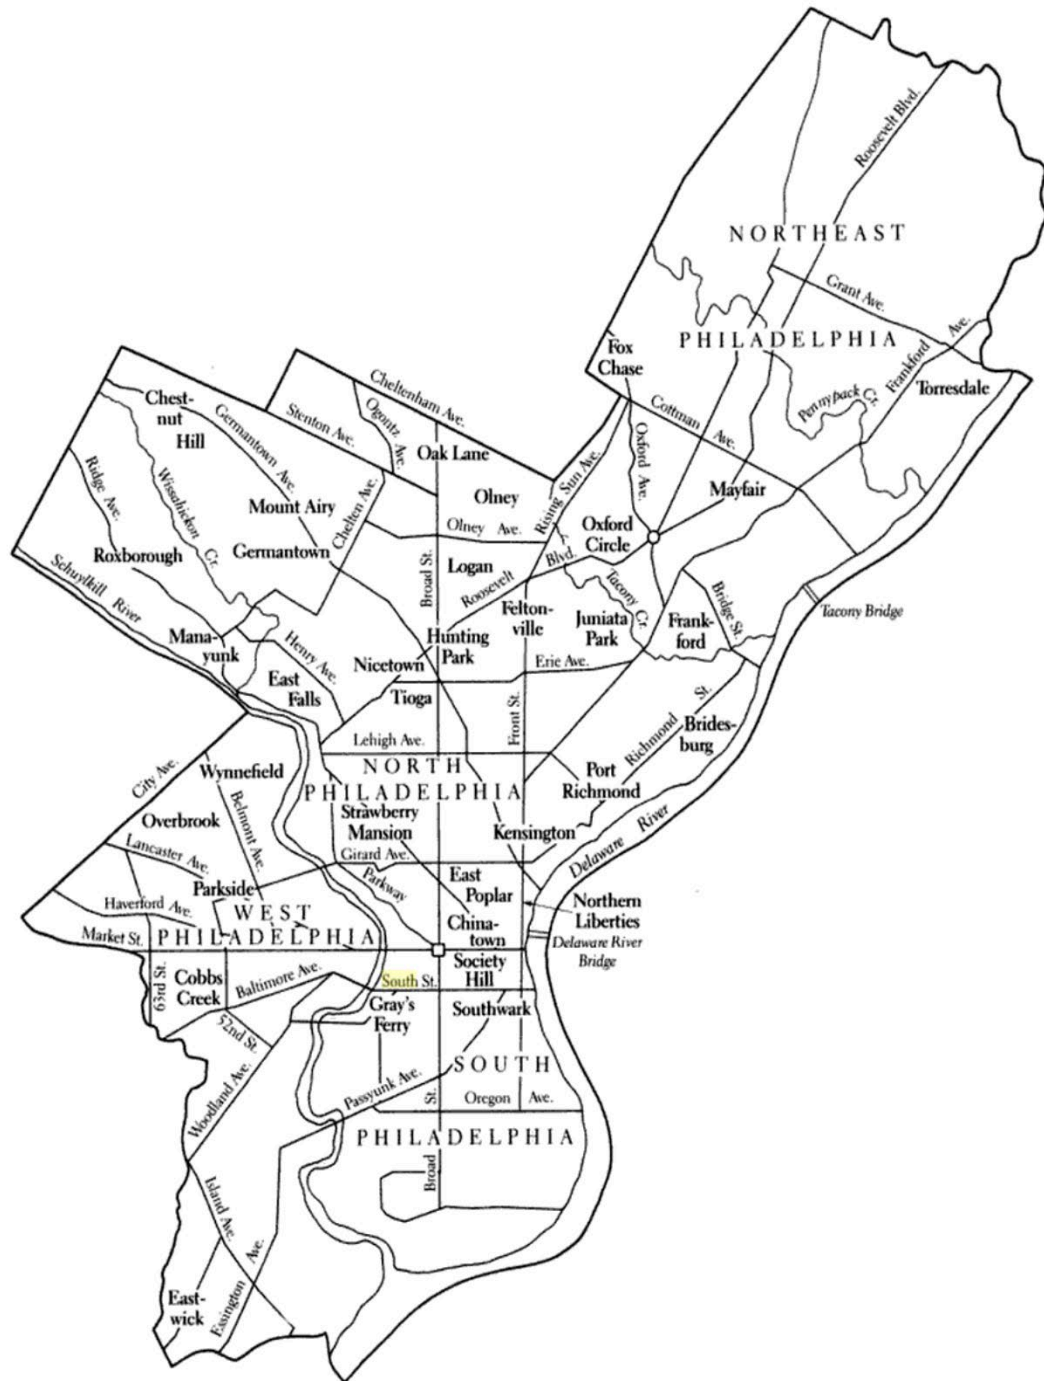 Roosevelt Blvd.
NORTHEAST
Grant Ave.
PHILADELPHIA
Frankford Ave.
Fox
Chase
Torresdale
Pennypack Cr.
Cottman Ave.
Chest-
nut
Hill
Germantown Ave.
Stenton Ave.
Cheltenham Ave.
Ogontz Ave.
Oak Lane
Oxford Ave.
Rising Sun Ave.
Mayfair
Ridge Ave.
Wissahickon Cr.
Mount Airy
Chelten Ave.
Olney
Olney Ave.
Oxford
Circle
Roxborough
Germantown
Broad St.
Logan
Roosevelt Blvd.
Schuylkill River
Felton-
ville
Tacony Cr.
Juniata
Park
Frank-
ford
Bridge St.
Tacony Bridge
Mana-
yunk
Henry Ave.
Hunting
Park
Nicetown
Erie Ave.
East
Falls
Tioga
Front St.
Richmond St.
Brides-
burg
Lehigh Ave.
City Ave.
Wynnefield
NORTH
PHILADELPHIA
Port
Richmond
Belmont Ave.
Overbrook
Strawberry
Mansion
Kensington
Delaware River
Lancaster Ave.
Girard Ave.
Parkside
Parkway
East
Poplar
Haverford Ave.
WEST
PHILADELPHIA
Northern
Liberties
China-
town
Market St.
Delaware River
Bridge
63rd St.
Cobbs
Creek
Baltimore Ave.
South St.
Society
Hill
52nd St.
Gray's
Ferry
Southwark
Woodland Ave.
SOUTH
Passyunk Ave.
Oregon Ave.
PHILADELPHIA
Broad St.
Island Ave.
Essington Ave.
East-
wick